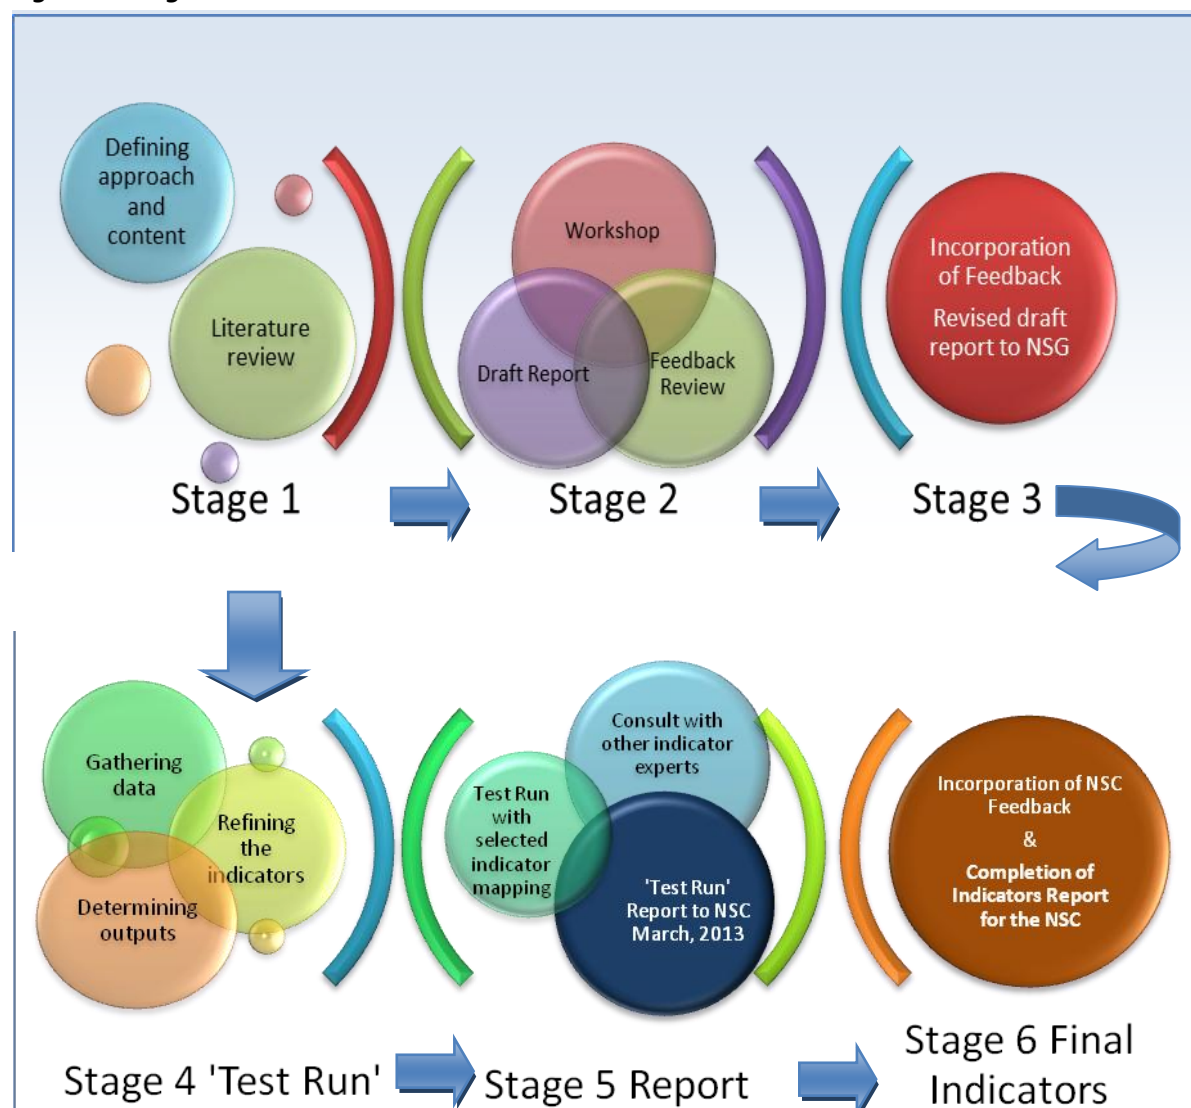 Defining
approach
and
content
Literature
review
Stage 1
Workshop
Draft Report
Feedback
Review
Stage 2
Incorporation
of Feedback
Revised draft
report to NSG
Stage 3
Gathering
data
Refining
the
indicators
Determining
outputs
Stage 4 'Test Run'
Consult with
other indicator
experts
Test Run
with
selected
indicator
mapping
'Test Run'
Report to NSC
March, 2013
Stage 5 Report
Incorporation of NSC
Feedback
&
Completion of
Indicators Report
for the NSC
Stage 6 Final
Indicators